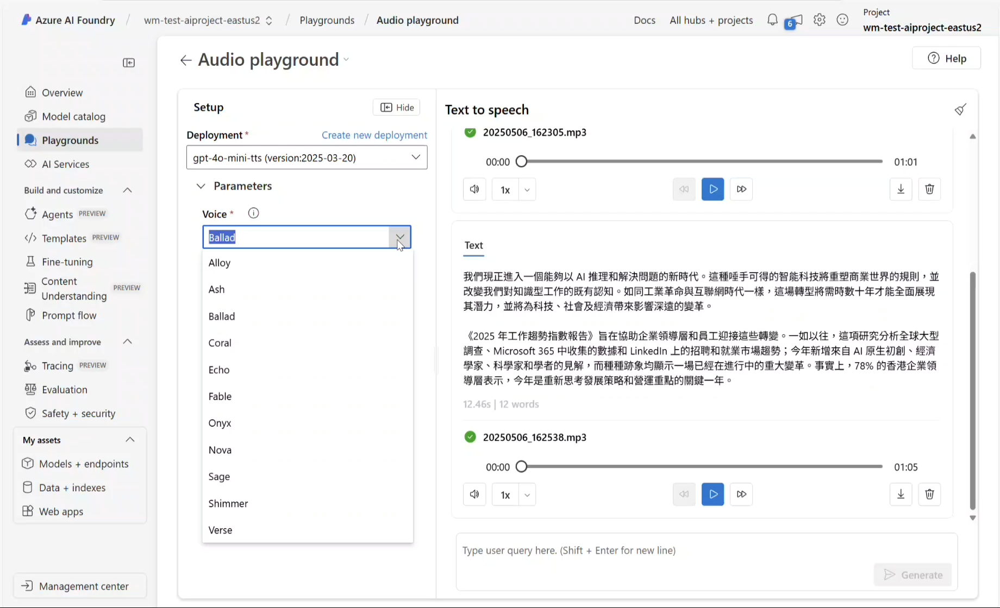 Azure AI Foundry / wm-test-aiproject-eastus2 / Playgrounds / Audio playground
Docs All hubs + projects 6 Project
wm-test-aiproject-eastus2
Overview
Model catalog
Playgrounds
AI Services
Build and customize
Agents PREVIEW
Templates PREVIEW
Fine-tuning
Content
Understanding PREVIEW
Prompt flow
Assess and improve
Tracing PREVIEW
Evaluation
Safety + security
My assets
Models + endpoints
Data + indexes
Web apps
Management center
Audio playground
Help
Setup
Hide
Deployment * Create new deployment
gpt-4o-mini-tts (version:2025-03-20)
Parameters
Voice *
Ballad
Alloy
Ash
Ballad
Coral
Echo
Fable
Onyx
Nova
Sage
Shimmer
Verse
Text to speech
20250506_162305.mp3
00:00 01:01
1x
Text
我們現正進入一個能夠以 AI 推理和解決問題的新時代。這種唾手可得的智能科技將重塑商業世界的規則，並
改變我們對知識型工作的既有認知。如同工業革命與互聯網時代一樣，這場轉型將需時數十年才能全面展現
其潛力，並將為科技、社會及經濟帶來影響深遠的變革。
《2025 年工作趨勢指數報告》旨在協助企業領導層和員工迎接這些轉變。一如以往，這項研究分析全球大型
調查、Microsoft 365 中收集的數據和 LinkedIn 上的招聘和就業市場趨勢；今年新增來自 AI 原生初創、經濟
學家、科學家和學者的見解，而種種跡象均顯示一場已經在進行中的重大變革。事實上，78% 的香港企業領
導層表示，今年是重新思考發展策略和營運重點的關鍵一年。
12.46s | 12 words
20250506_162538.mp3
00:00 01:05
1x
Type user query here. (Shift + Enter for new line)
Generate